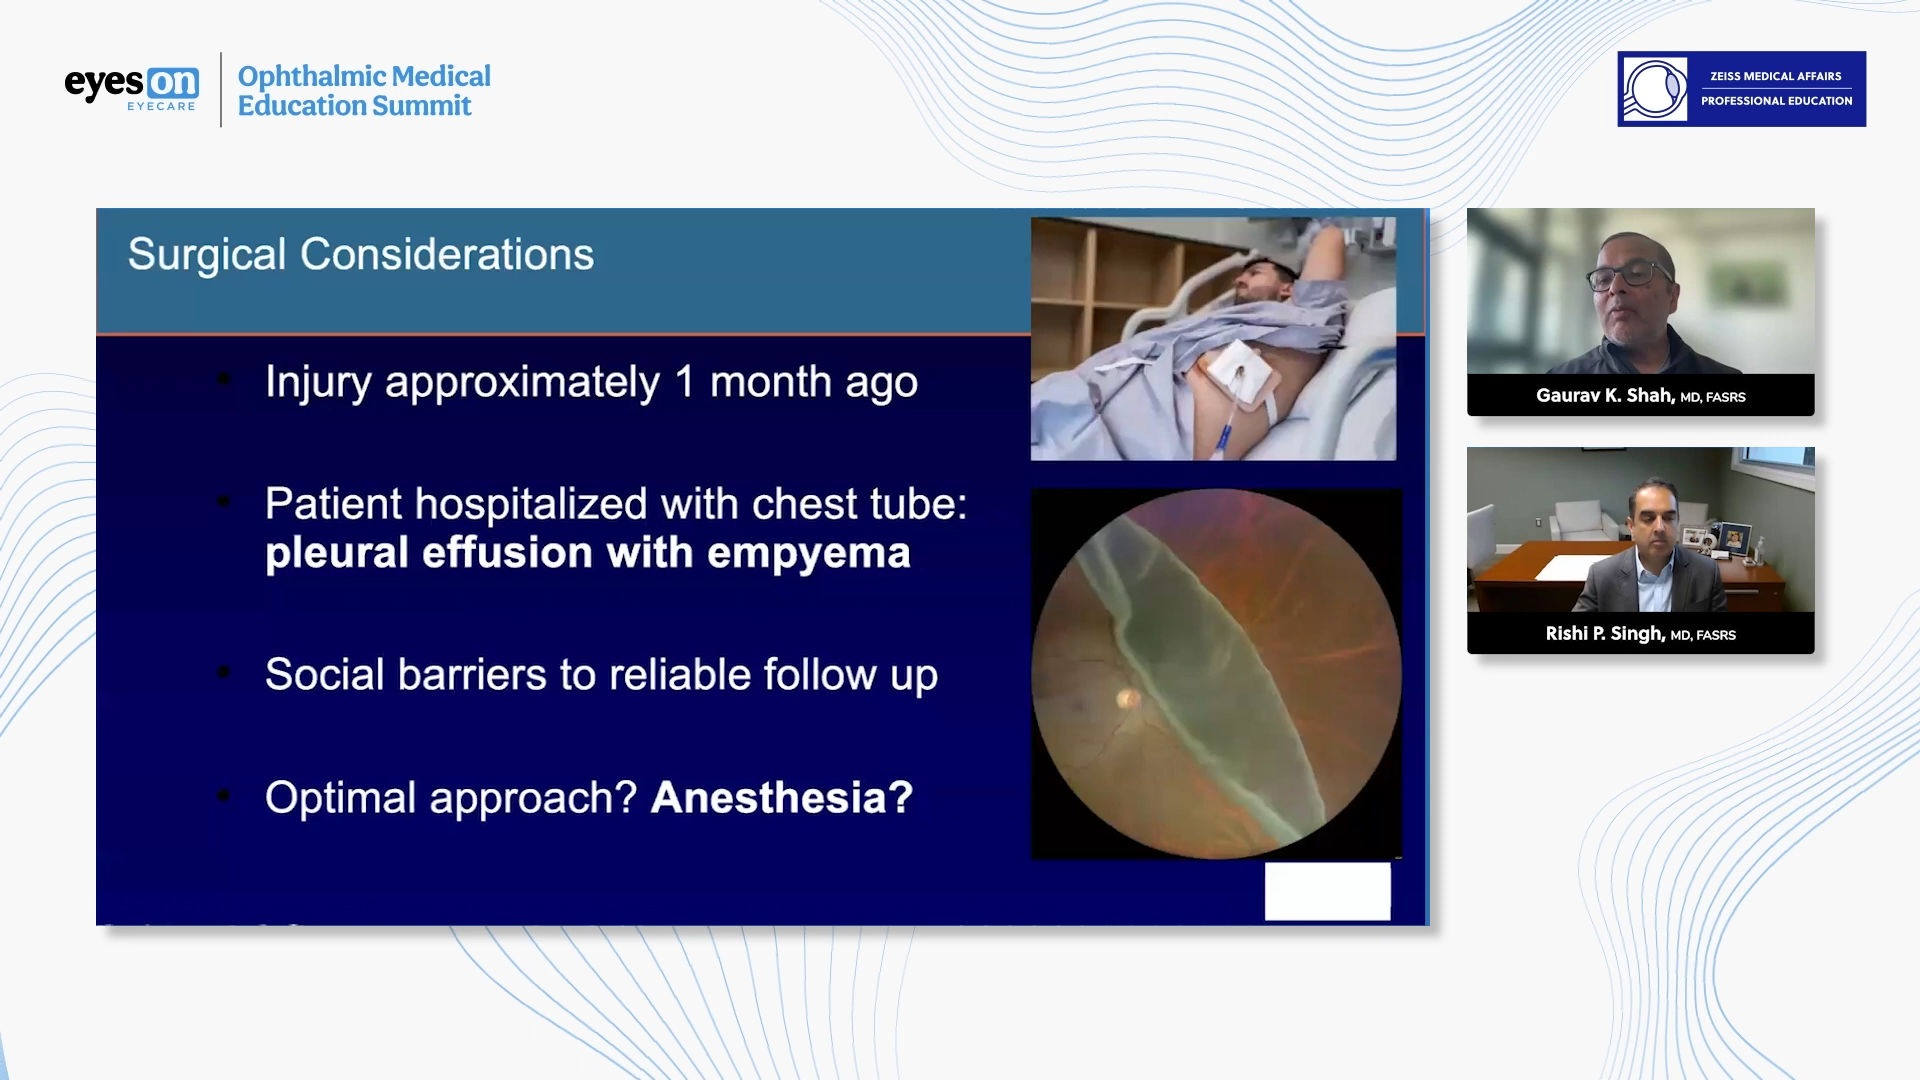 eyeson
EYECARE
Ophthalmic Medical
Education Summit
ZEISS MEDICAL AFFAIRS
PROFESSIONAL EDUCATION
Surgical Considerations
Injury approximately 1 month ago
Patient hospitalized with chest tube:
pleural effusion with empyema
Social barriers to reliable follow up
Optimal approach? Anesthesia?
Gaurav K. Shah, MD, FASRS
Rishi P. Singh, MD, FASRS